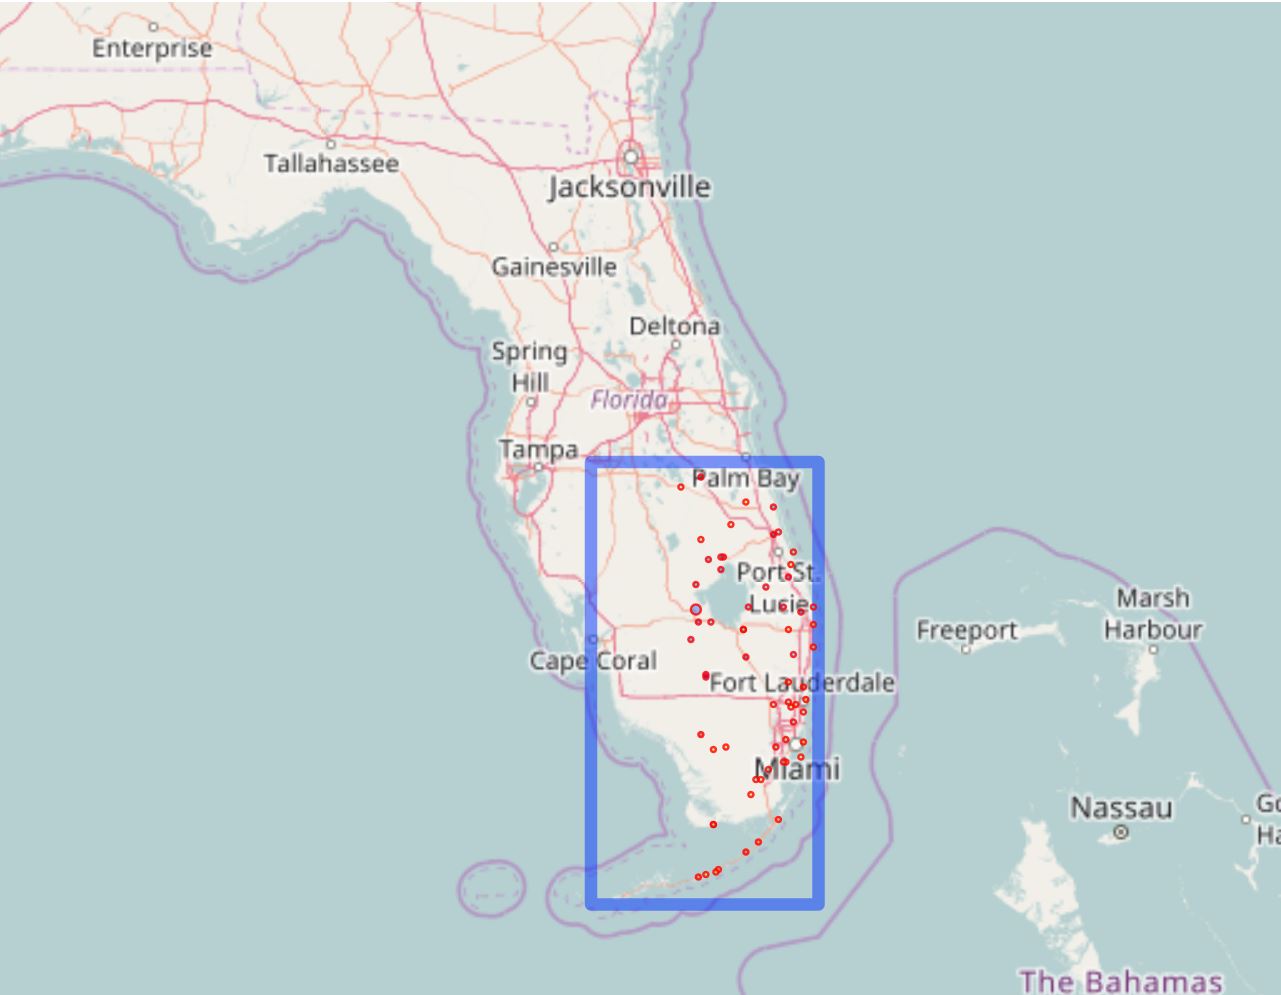 Enterprise
Tallahassee
Jacksonville
Gainesville
Deltona
Spring
Hill
Florida
Tampa
Palm Bay
Port St.
Lucie
Marsh
Harbour
Freeport
Cape Coral
Fort Lauderdale
Miami
Nassau
Go
Ha
The Bahamas